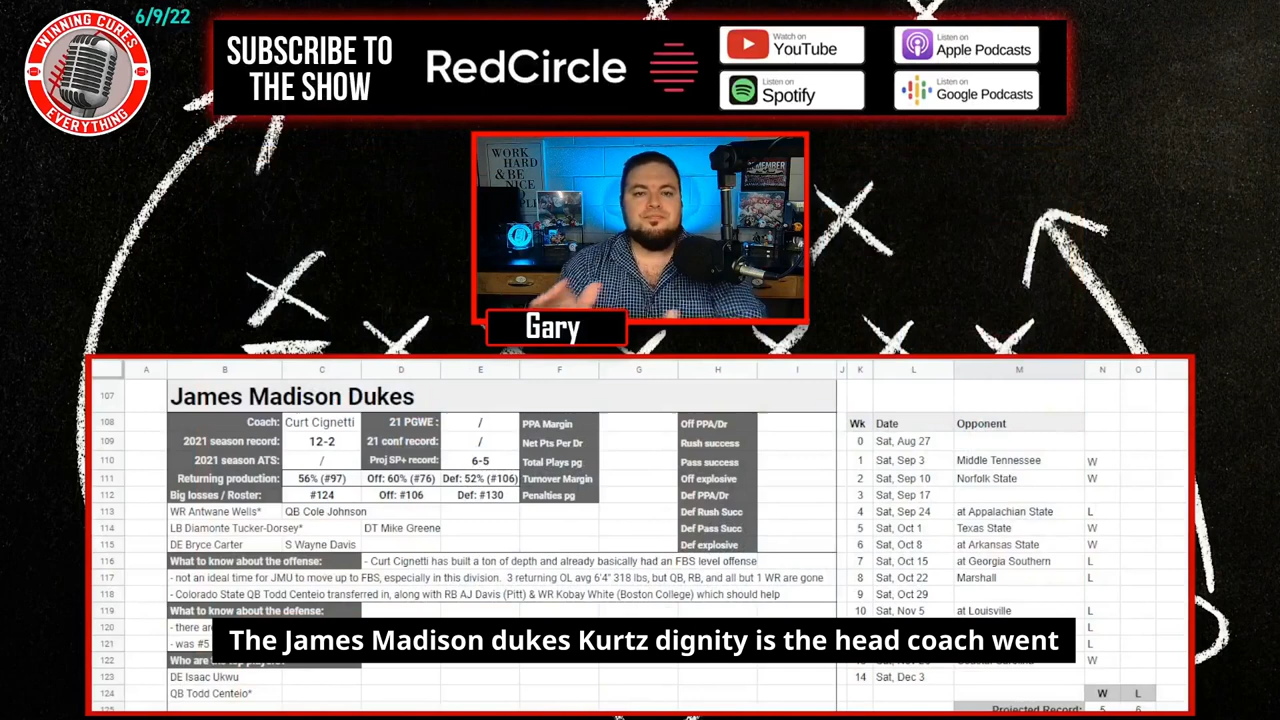 6/9/22
WINNING CURES
EVERYTHING
SUBSCRIBE TO
THE SHOW
RedCircle
Watch on
YouTube
Listen on
Spotify
Listen on
Apple Podcasts
Listen on
Google Podcasts
WORK
HARD
& BE
NICE
Gary
A B C D E F G H I J K L M N O
107 James Madison Dukes
108 Coach: Curt Cignetti 21 PGWE : / PPA Margin Off PPA/Dr Wk Date Opponent
109 2021 season record: 12-2 21 conf record: / Net Pts Per Dr Rush success 0 Sat, Aug 27
110 2021 season ATS: / Proj SP+ record: 6-5 Total Plays pg Pass success 1 Sat, Sep 3 Middle Tennessee W
111 Returning production: 56% (#97) Off: 60% (#76) Def: 52% (#106) Turnover Margin Off explosive 2 Sat, Sep 10 Norfolk State W
112 Big losses / Roster: #124 Off: #106 Def: #130 Penalties pg Def PPA/Dr 3 Sat, Sep 17
113 WR Antwane Wells* QB Cole Johnson Def Rush Succ 4 Sat, Sep 24 at Appalachian State L
114 LB Diamonte Tucker-Dorsey* DT Mike Greene Def Pass Succ 5 Sat, Oct 1 Texas State W
115 DE Bryce Carter S Wayne Davis Def explosive 6 Sat, Oct 8 at Arkansas State W
116 What to know about the offense: - Curt Cignetti has built a ton of depth and already basically had an FBS level offense 7 Sat, Oct 15 at Georgia Southern L
117 - not an ideal time for JMU to move up to FBS, especially in this division. 3 returning OL avg 6'4" 318 lbs, but QB, RB, and all but 1 WR are gone 8 Sat, Oct 22 Marshall L
118 - Colorado State QB Todd Centeio transferred in, along with RB AJ Davis (Pitt) & WR Kobay White (Boston College) which should help 9 Sat, Oct 29
119 What to know about the defense: 10 Sat, Nov 5 at Louisville L
120 - there L
121 - was #5 L
The James Madison dukes Kurtz dignity is the head coach went
122 Who are W
123 DE Isaac Ukwu 14 Sat, Dec 3
124 QB Todd Centeio* W L
125 Projected Record: 5 6